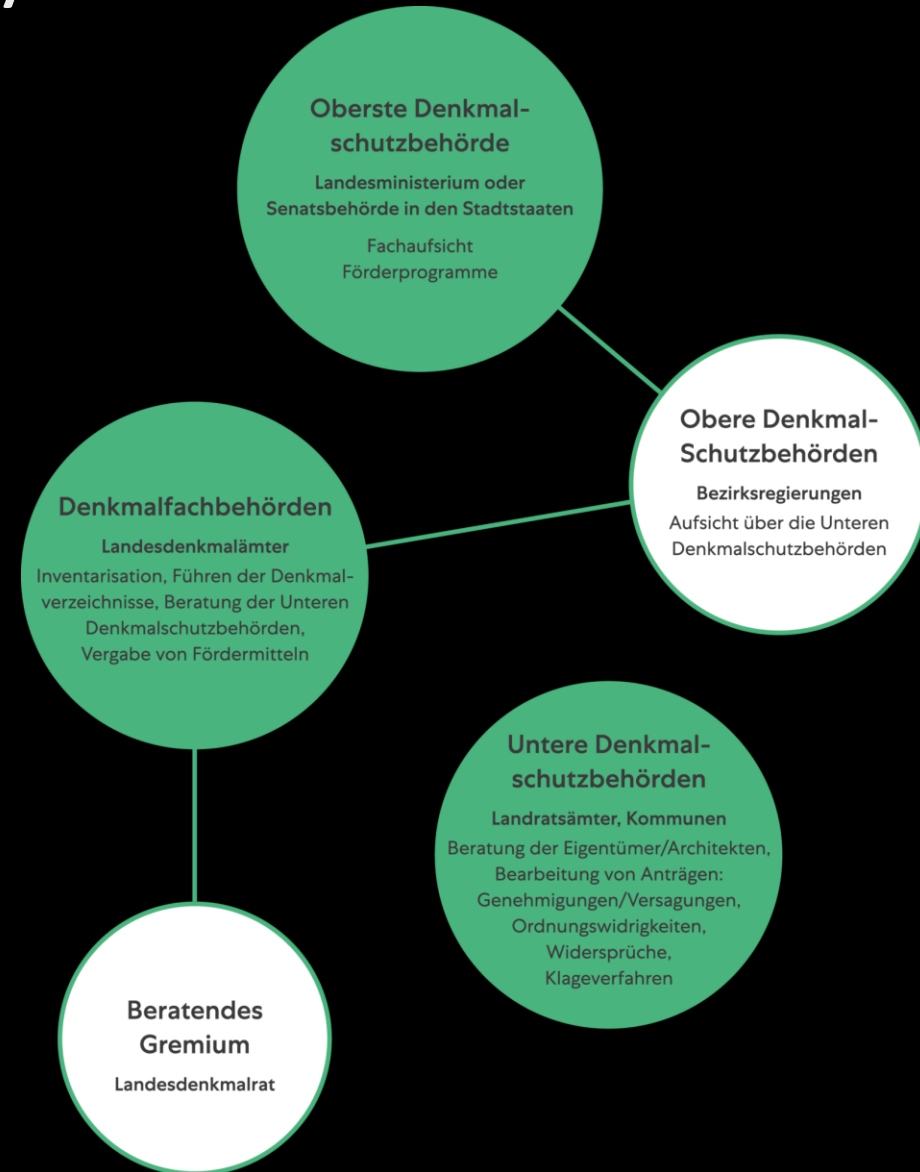 Oberste Denkmal-
schutzbehörde
Landesministerium oder
Senatsbehörde in den Stadtstaaten
Fachaufsicht
Förderprogramme
Obere Denkmal-
Schutzbehörden
Bezirksregierungen
Aufsicht über die Unteren
Denkmalschutzbehörden
Denkmalfachbehörden
Landesdenkmalämter
Inventarisation, Führen der Denkmal-
verzeichnisse, Beratung der Unteren
Denkmalschutzbehörden,
Vergabe von Fördermitteln
Untere Denkmal-
schutzbehörden
Landratsämter, Kommunen
Beratung der Eigentümer/Architekten,
Bearbeitung von Anträgen:
Genehmigungen/Versagungen,
Ordnungswidrigkeiten,
Widersprüche,
Klageverfahren
Beratendes
Gremium
Landesdenkmalrat